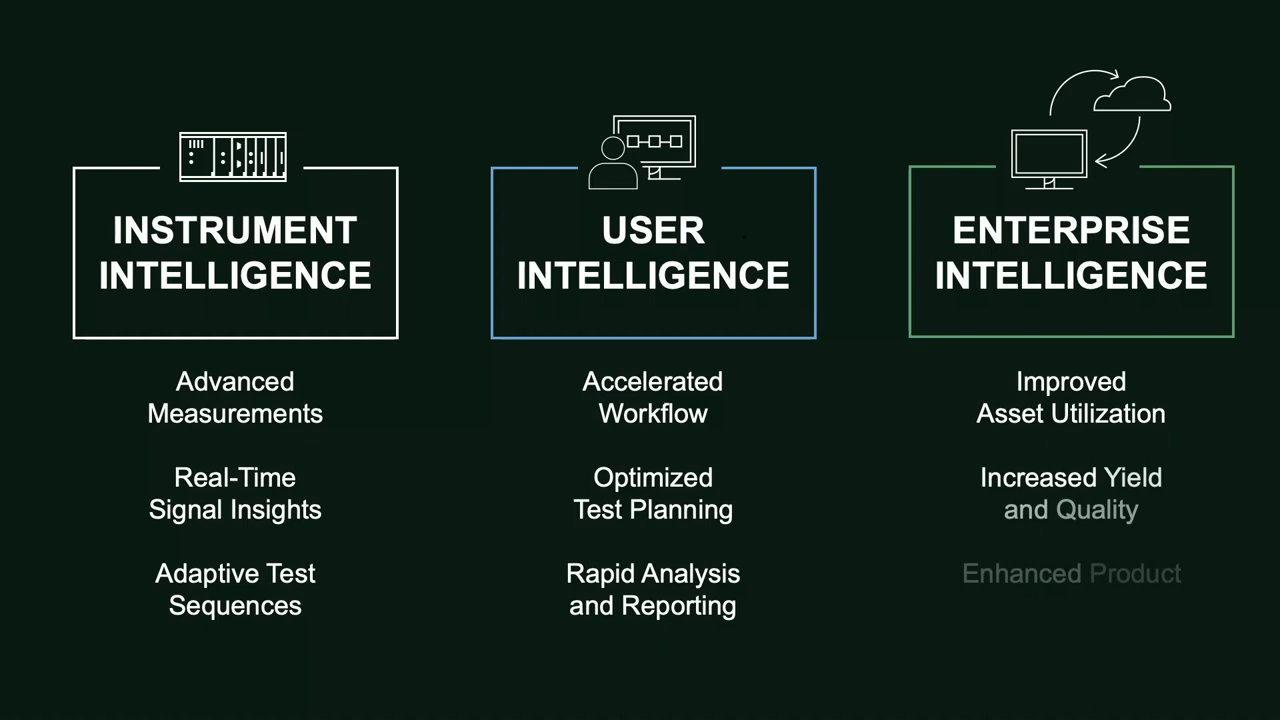 INSTRUMENT
INTELLIGENCE
Advanced
Measurements
Real-Time
Signal Insights
Adaptive Test
Sequences
USER
INTELLIGENCE
Accelerated
Workflow
Optimized
Test Planning
Rapid Analysis
and Reporting
ENTERPRISE
INTELLIGENCE
Improved
Asset Utilization
Increased Yield
and Quality
Enhanced Product